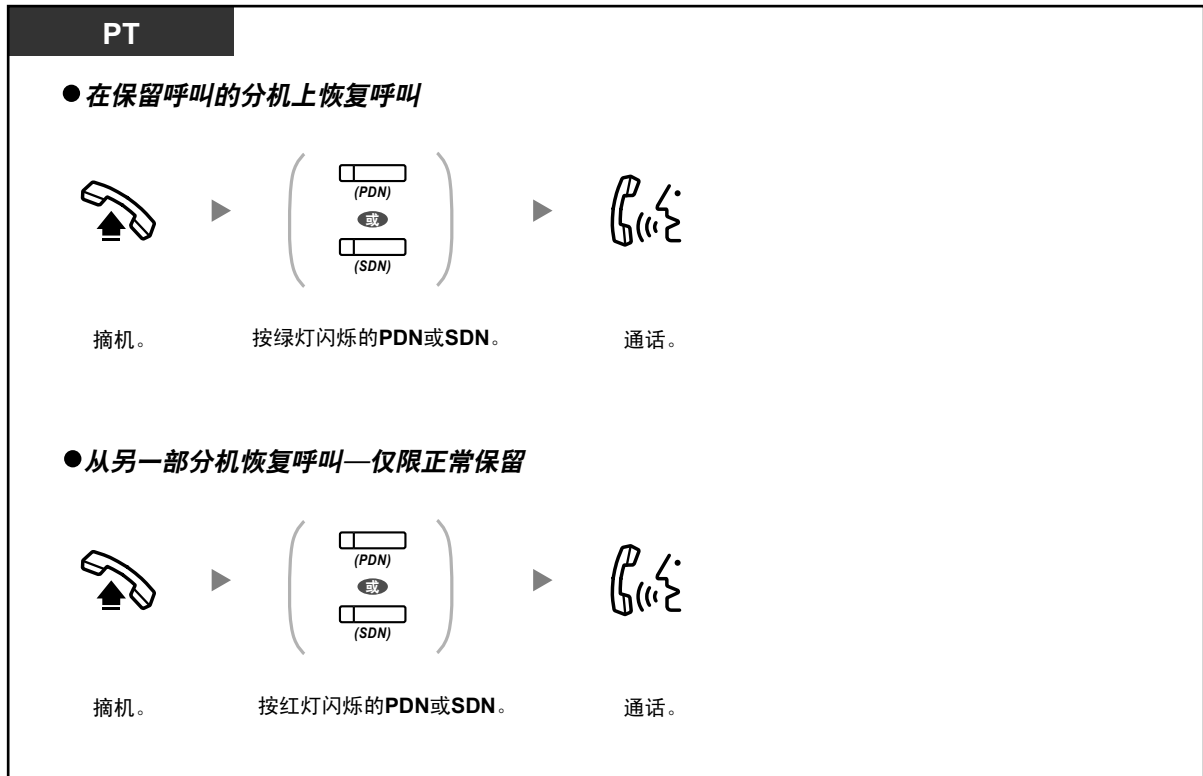 PT
●在保留呼叫的分机上恢复呼叫
(PDN)
或
(SDN)
摘机。 按绿灯闪烁的PDN或SDN。 通话。
●从另一部分机恢复呼叫—仅限正常保留
(PDN)
或
(SDN)
摘机。 按红灯闪烁的PDN或SDN。 通话。